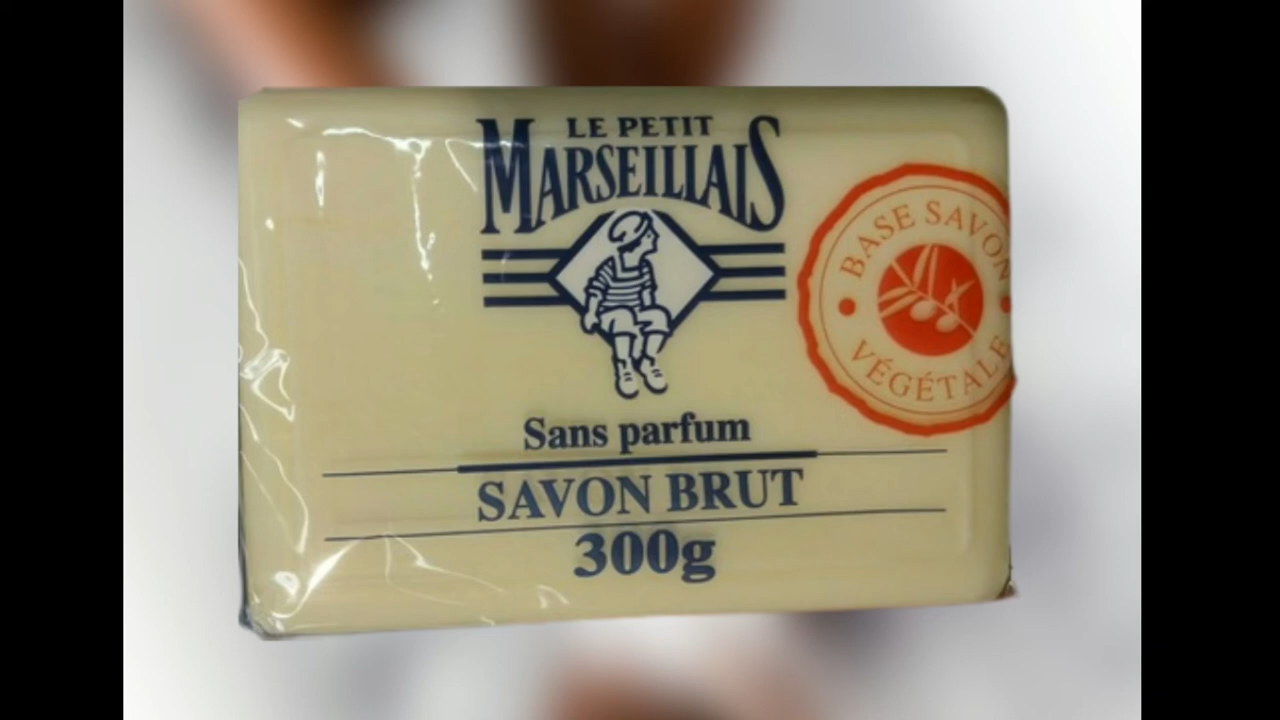 LE PETIT
MARSEILLAIS
BASE SAVON
VÉGÉTALE
Sans parfum
SAVON BRUT
300g